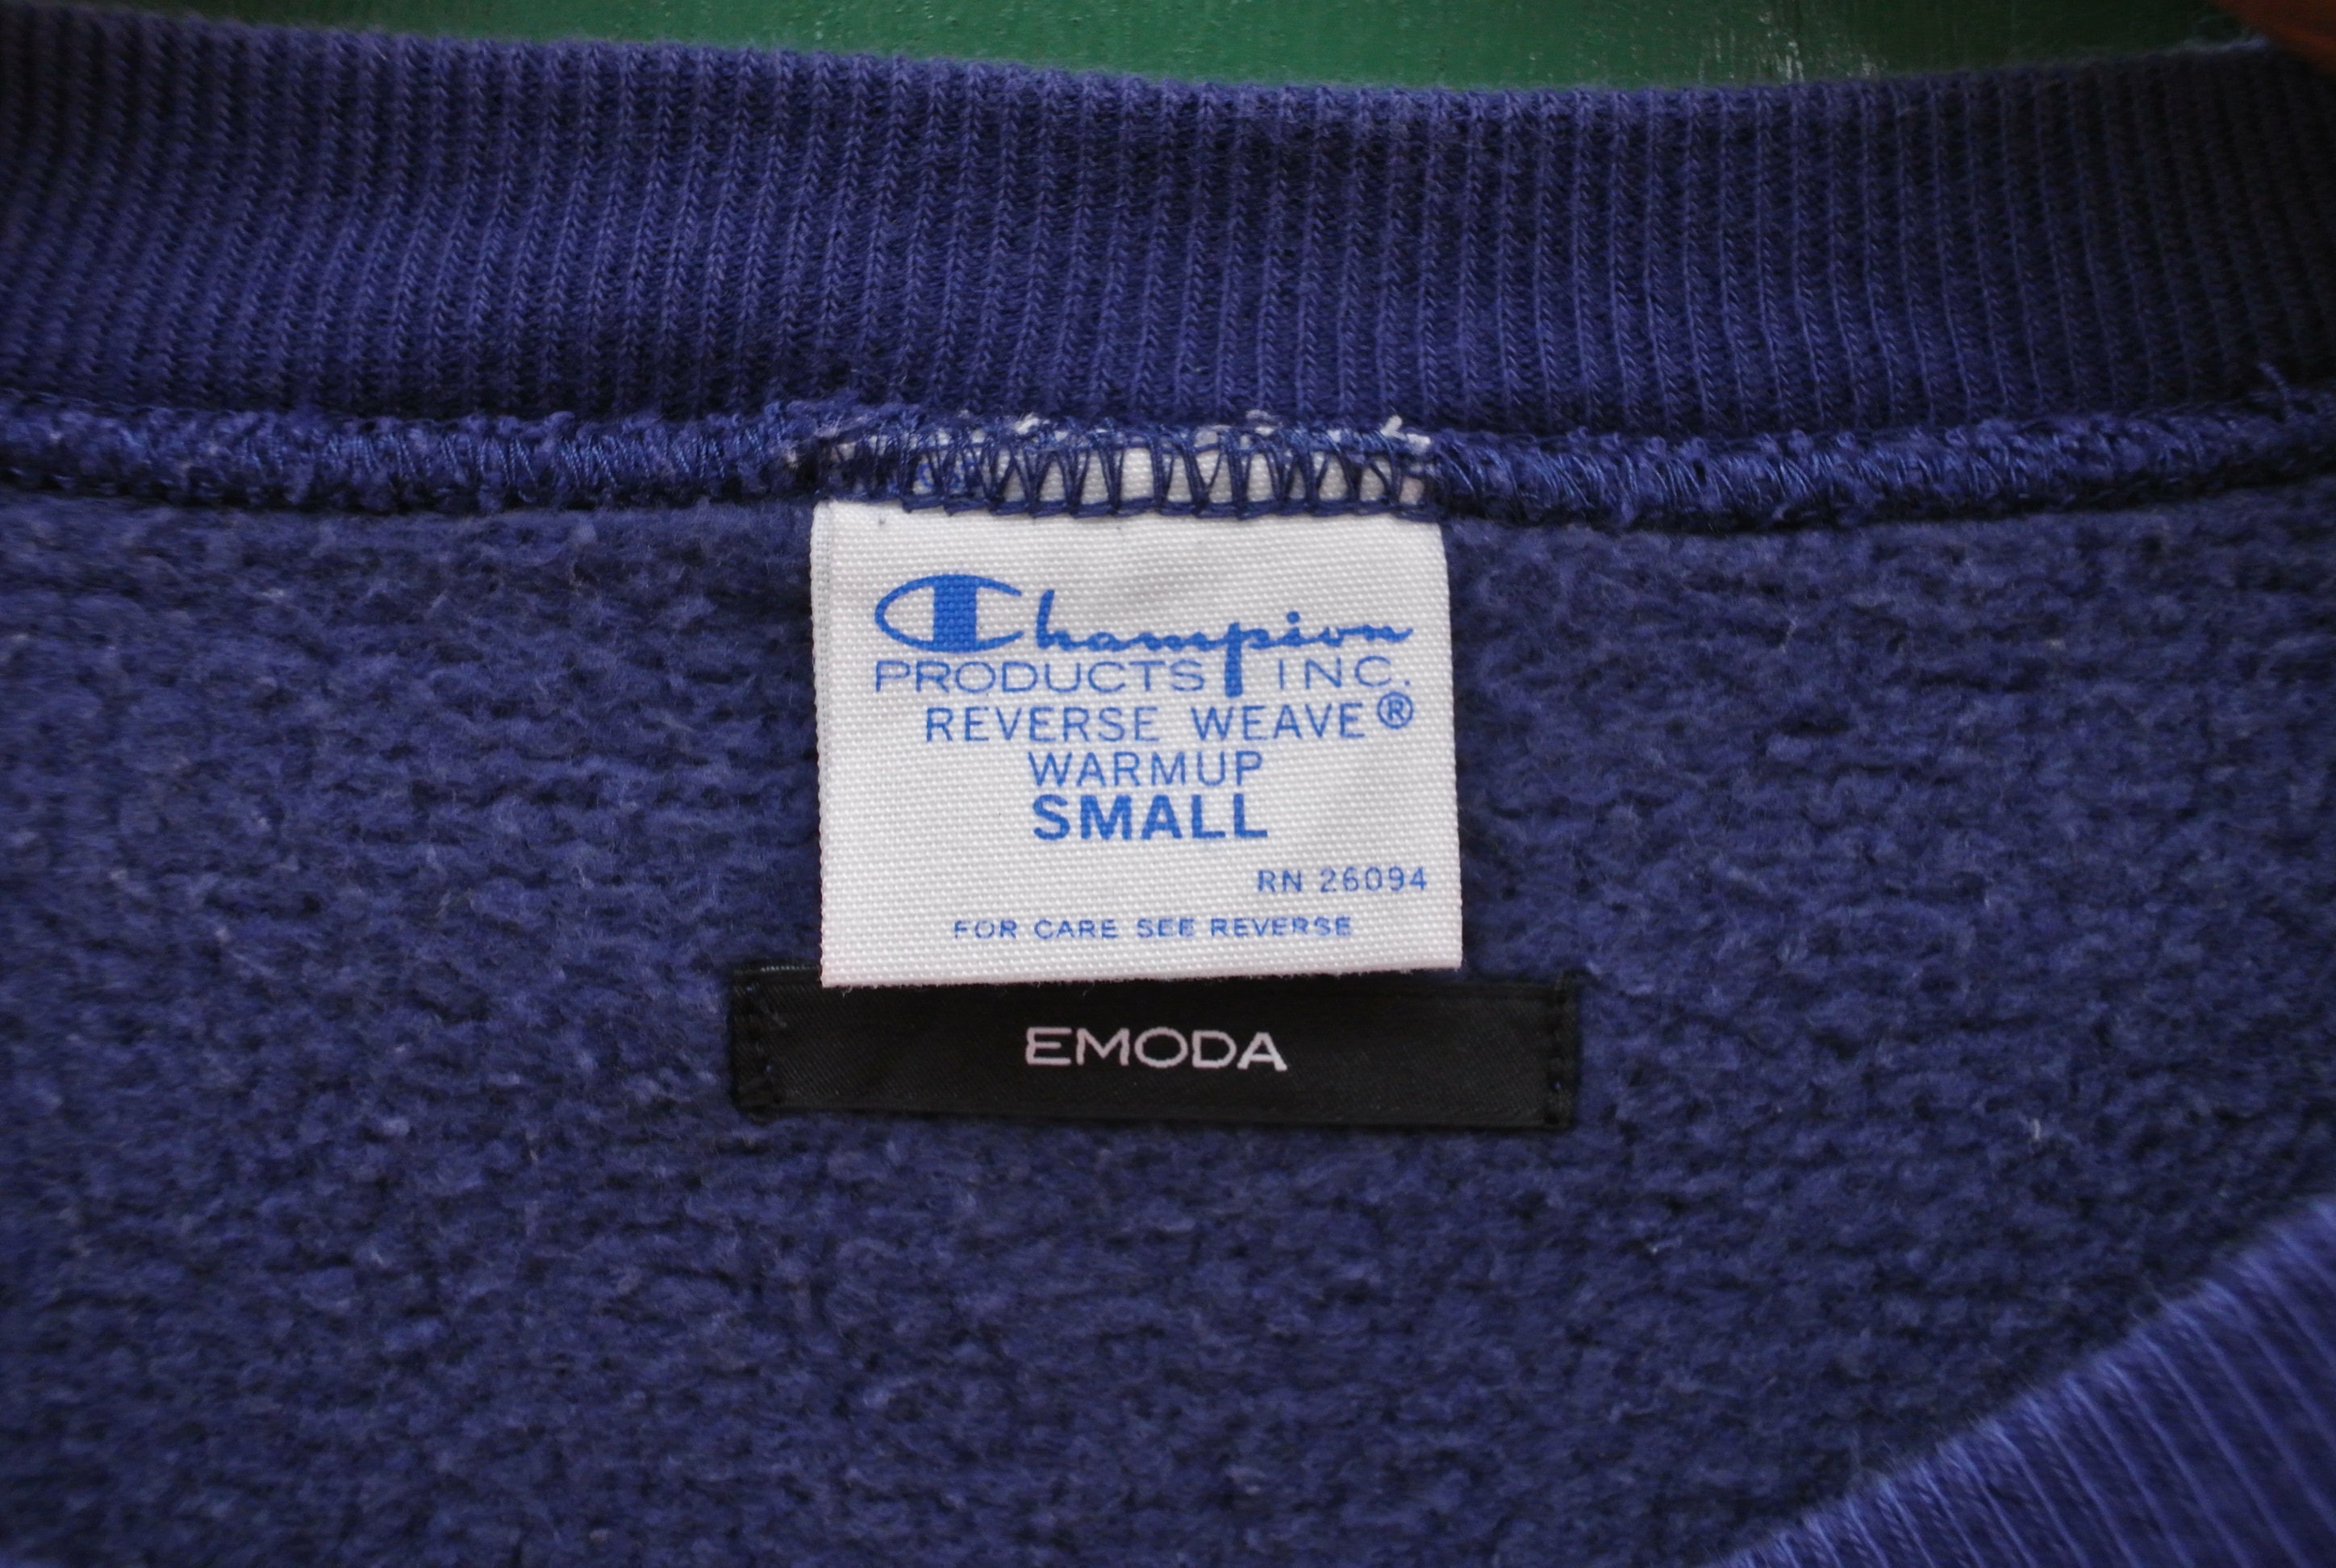 Champion
PRODUCTS INC.
REVERSE WEAVE®
WARMUP
SMALL
RN 26094
FOR CARE SEE REVERSE
EMODA